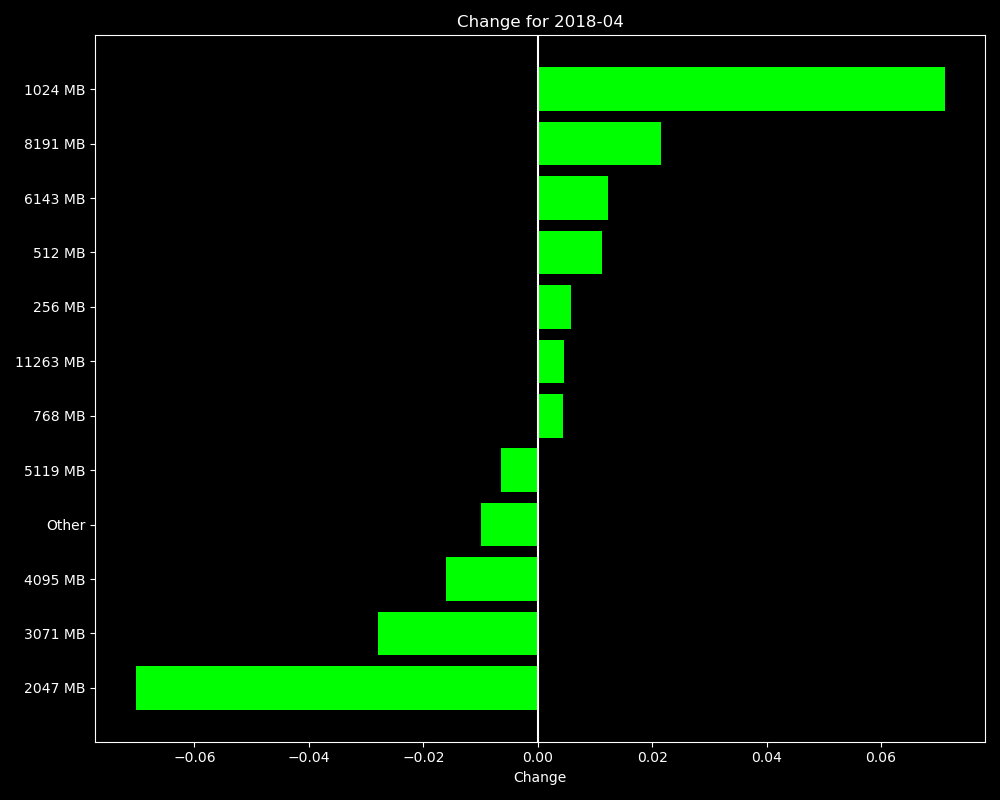 Change for 2018-04
1024 MB
8191 MB
6143 MB
512 MB
256 MB
11263 MB
768 MB
5119 MB
Other
4095 MB
3071 MB
2047 MB
−0.06 −0.04 −0.02 0.00 0.02 0.04 0.06
Change